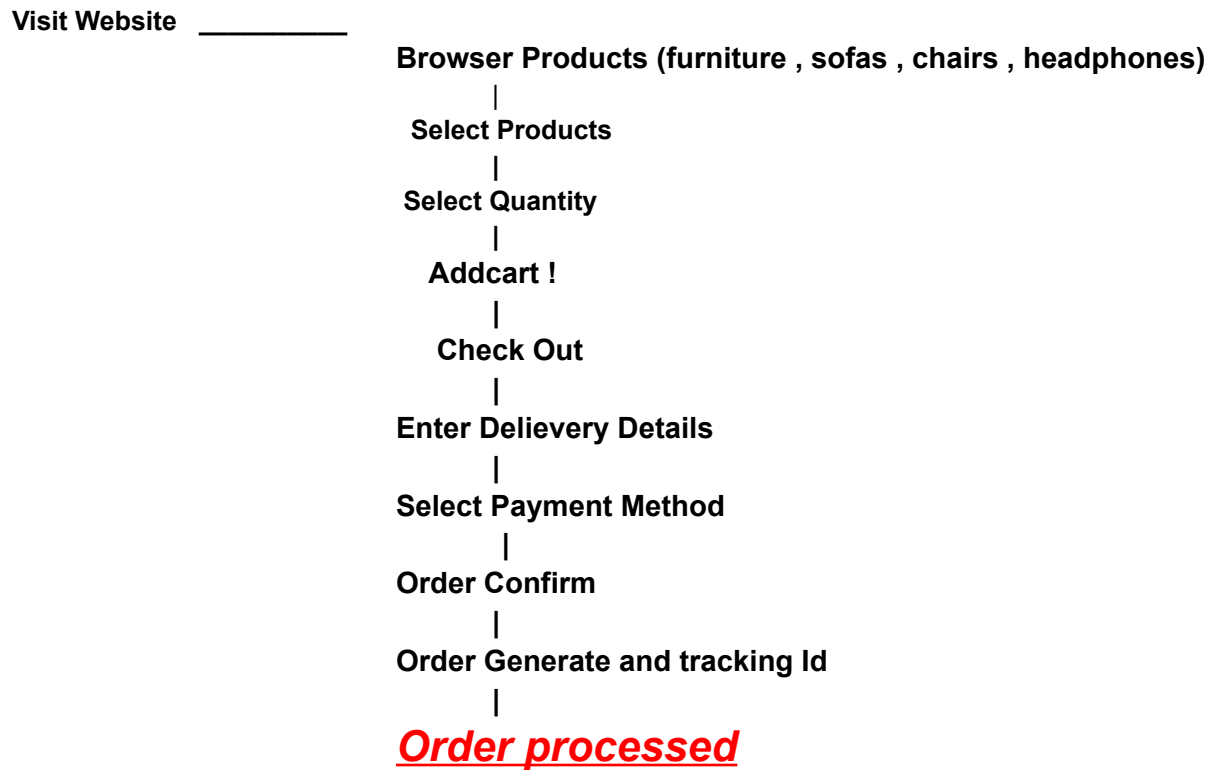 Visit Website __________
Browser Products (furniture , sofas , chairs , headphones)
|
Select Products
|
Select Quantity
|
Addcart !
|
Check Out
|
Enter Delievery Details
|
Select Payment Method
|
Order Confirm
|
Order Generate and tracking Id
|
Order processed